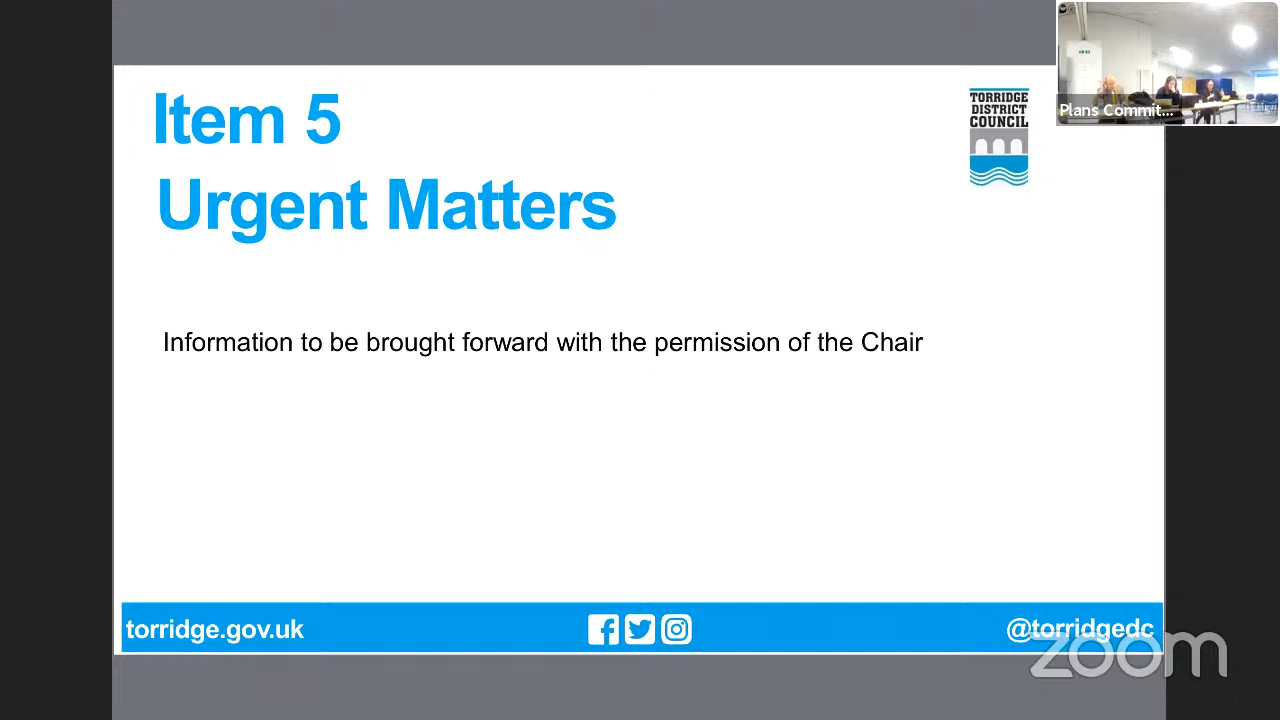 Item 5
Urgent Matters
TORRIDGE
DISTRICT
COUNCIL
Plans Commit...
Information to be brought forward with the permission of the Chair
torridge.gov.uk
@torridgedc
zoom